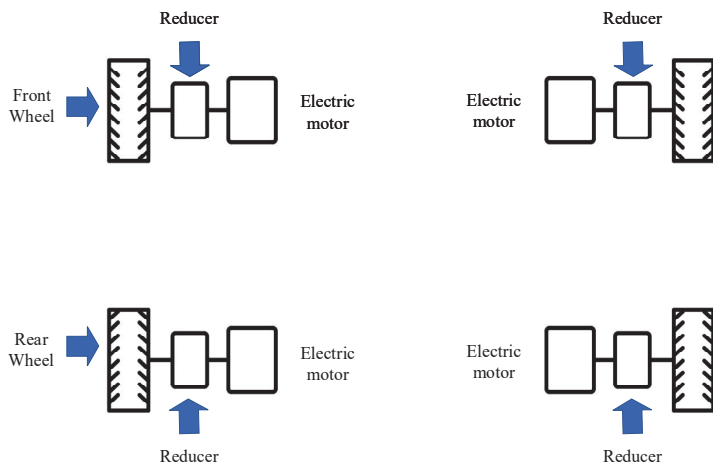 Reducer
Reducer
Front
Wheel
Electric
motor
Electric
motor
Rear
Wheel
Electric
motor
Electric
motor
Reducer
Reducer